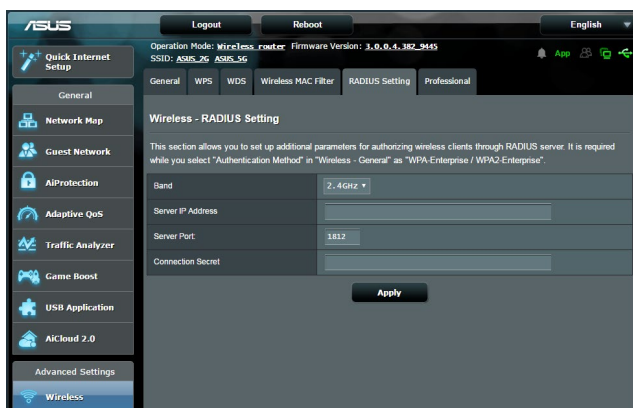 ASUS
Logout
Reboot
English
Operation Mode: Wireless router Firmware Version: 3.0.0.4.382_9445
SSID: ASUS_2G ASUS_5G
App
Quick Internet
Setup
General WPS WDS Wireless MAC Filter RADIUS Setting Professional
General
Network Map
Guest Network
AiProtection
Adaptive QoS
Traffic Analyzer
Game Boost
USB Application
AiCloud 2.0
Advanced Settings
Wireless
Wireless - RADIUS Setting
This section allows you to set up additional parameters for authorizing wireless clients through RADIUS server. It is required
while you select "Authentication Method" in "Wireless - General" as "WPA-Enterprise / WPA2-Enterprise".
Band 2.4GHz
Server IP Address
Server Port: 1812
Connection Secret
Apply